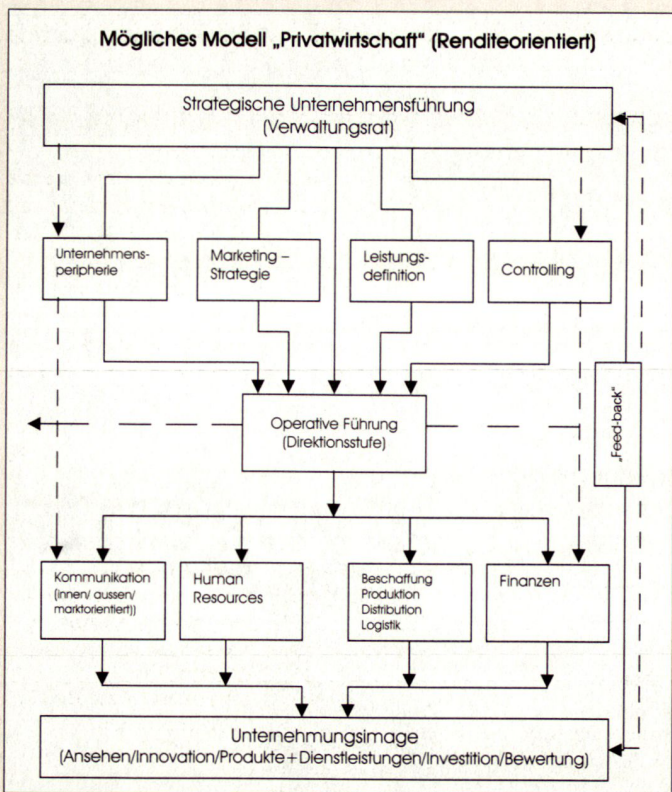 Mögliches Modell „Privatwirtschaft“ (Renditeorientiert)
Strategische Unternehmensführung
(Verwaltungsrat)
Unternehmens-
peripherie
Marketing –
Strategie
Leistungs-
definition
Controlling
Operative Führung
(Direktionsstufe)
„Feed-back“
Kommunikation
(innen/ aussen/
marktorientiert))
Human
Resources
Beschaffung
Produktion
Distribution
Logistik
Finanzen
Unternehmungsimage
(Ansehen/Innovation/Produkte+Dienstleistungen/Investition/Bewertung)